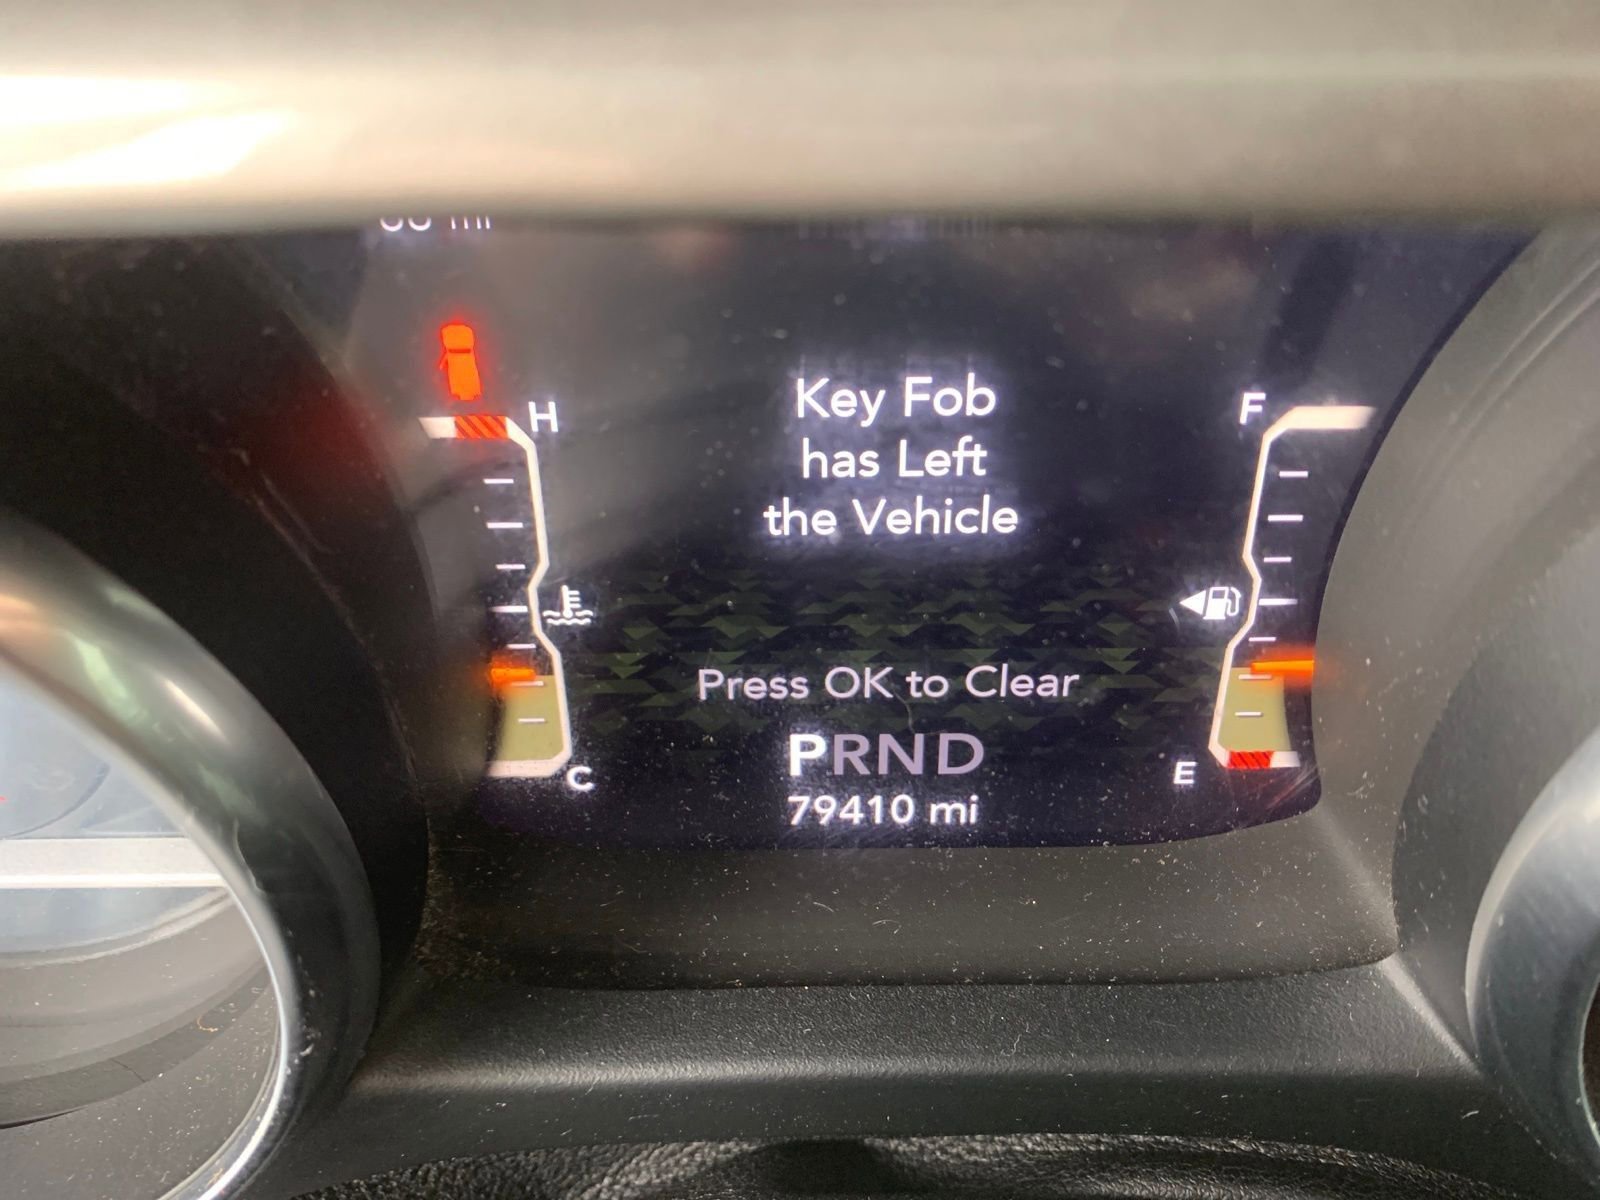 H
Key Fob
F
has Left
the Vehicle
Press OK to Clear
PRND
C
E
79410 mi